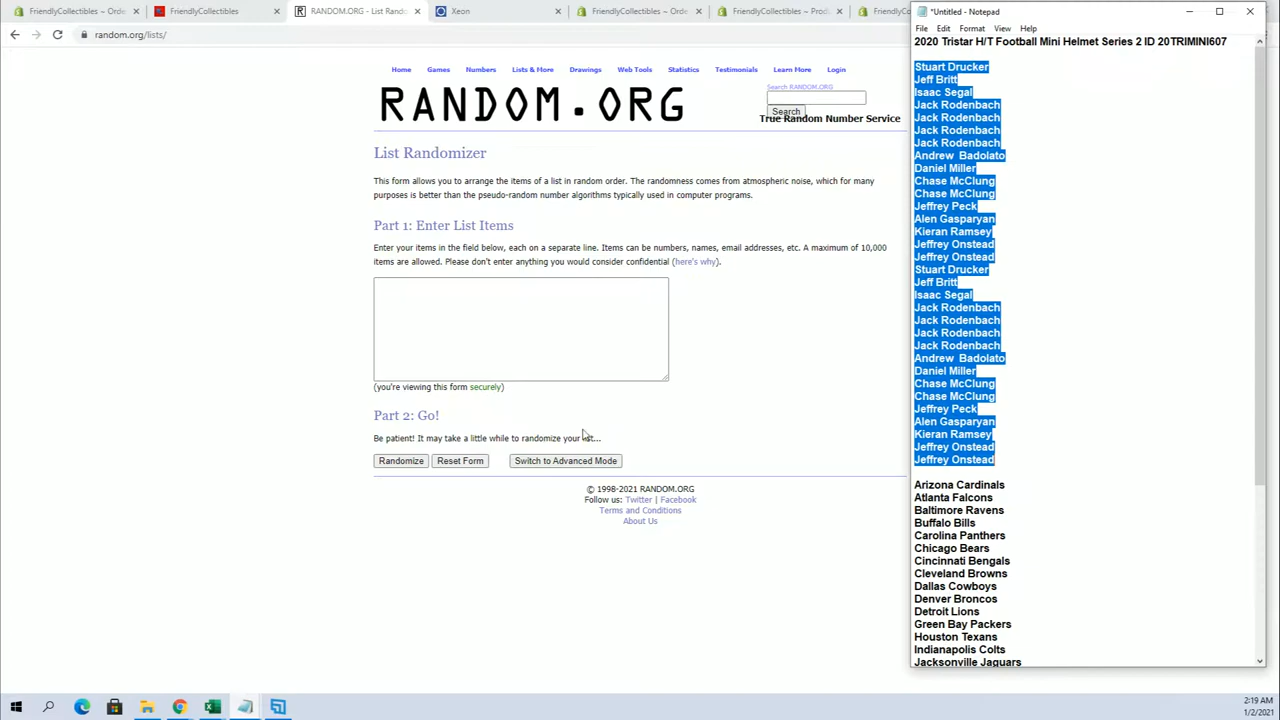 FriendlyCollectibles ~ Orde
FriendlyCollectibles
RANDOM.ORG - List Rando
Xeon
FriendlyCollectibles ~ Orde
FriendlyCollectibles ~ Prod
FriendlyColle
random.org/lists/
Home Games Numbers Lists & More Drawings Web Tools Statistics Testimonials Learn More Login
RANDOM.ORG
Search RANDOM.ORG
Search
True Random Number Service
List Randomizer
This form allows you to arrange the items of a list in random order. The randomness comes from atmospheric noise, which for many
purposes is better than the pseudo-random number algorithms typically used in computer programs.
Part 1: Enter List Items
Enter your items in the field below, each on a separate line. Items can be numbers, names, email addresses, etc. A maximum of 10,000
items are allowed. Please don't enter anything you would consider confidential (here's why).
(you're viewing this form securely)
Part 2: Go!
Be patient! It may take a little while to randomize your list...
Randomize Reset Form Switch to Advanced Mode
© 1998-2021 RANDOM.ORG
Follow us: Twitter | Facebook
Terms and Conditions
About Us
*Untitled - Notepad
File Edit Format View Help
2020 Tristar H/T Football Mini Helmet Series 2 ID 20TRIMINI607
Stuart Drucker
Jeff Britt
Isaac Segal
Jack Rodenbach
Jack Rodenbach
Jack Rodenbach
Jack Rodenbach
Andrew Badolato
Daniel Miller
Chase McClung
Chase McClung
Jeffrey Peck
Alen Gasparyan
Kieran Ramsey
Jeffrey Onstead
Jeffrey Onstead
Stuart Drucker
Jeff Britt
Isaac Segal
Jack Rodenbach
Jack Rodenbach
Jack Rodenbach
Jack Rodenbach
Andrew Badolato
Daniel Miller
Chase McClung
Chase McClung
Jeffrey Peck
Alen Gasparyan
Kieran Ramsey
Jeffrey Onstead
Jeffrey Onstead
Arizona Cardinals
Atlanta Falcons
Baltimore Ravens
Buffalo Bills
Carolina Panthers
Chicago Bears
Cincinnati Bengals
Cleveland Browns
Dallas Cowboys
Denver Broncos
Detroit Lions
Green Bay Packers
Houston Texans
Indianapolis Colts
Jacksonville Jaguars
2:19 AM
1/2/2021